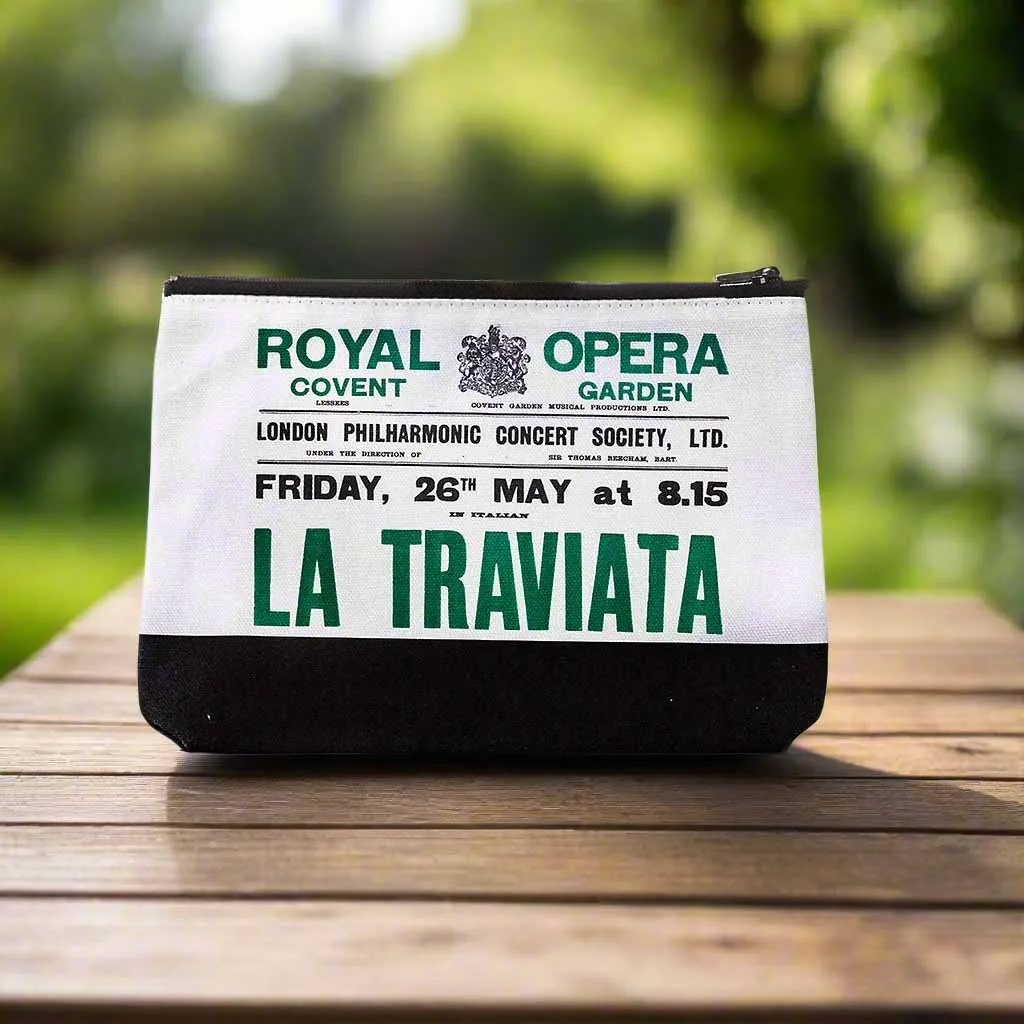 ROYAL OPERA
COVENT GARDEN
LESSEES COVENT GARDEN MUSICAL PRODUCTIONS LTD.
LONDON PHILHARMONIC CONCERT SOCIETY, LTD.
UNDER THE DIRECTION OF SIR THOMAS BEECHAM, BART.
FRIDAY, 26TH MAY at 8.15
IN ITALIAN
LA TRAVIATA